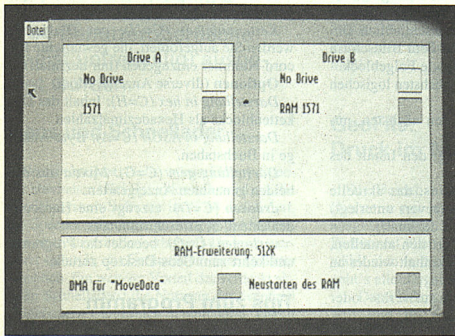 Datei
Drive A
No Drive
1571
Drive B
No Drive
RAM 1571
RAM-Erweiterung: 512K
DMA für "MoveData"
Neustarten des RAM